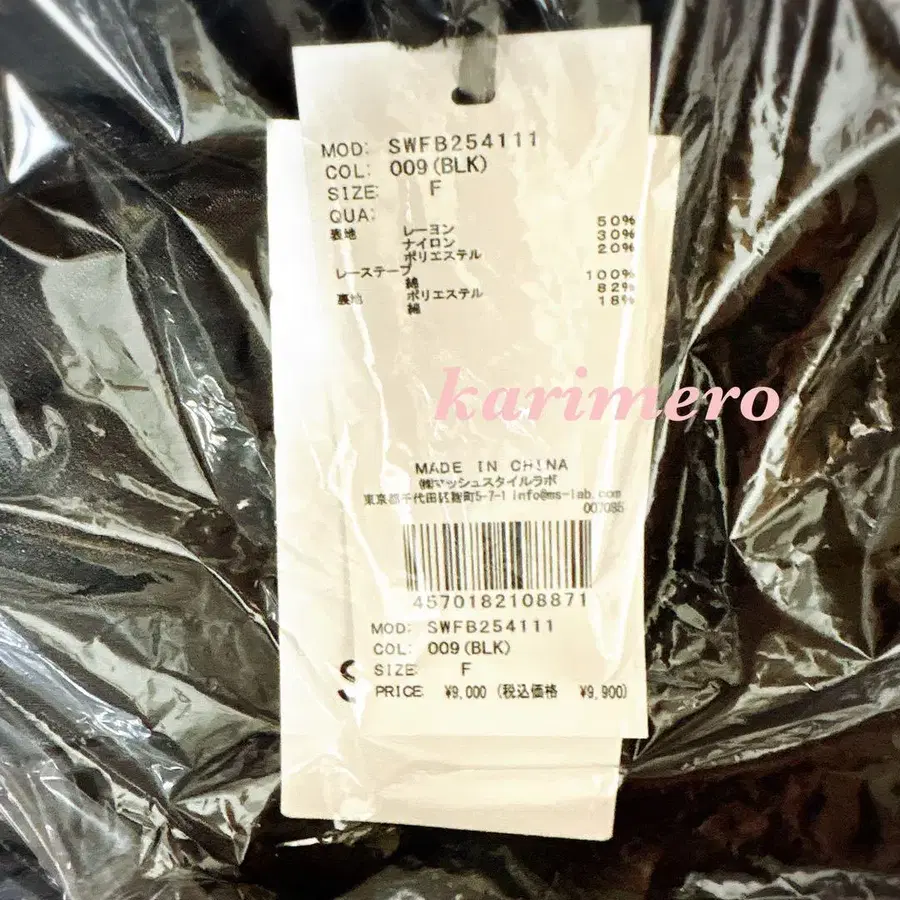 MOD: SWFB254111
COL: 009(BLK)
SIZE: F
QUA:
表地 レーヨン 50%
ナイロン 30%
ポリエステル 20%
レーステープ
綿 100%
裏地 ポリエステル 82%
綿 18%
karimero
MADE IN CHINA
㈱マッシュスタイルラボ
東京都千代田区麹町5-7-1 info@ms-lab.com
007085
4570182108871
MOD: SWFB254111
COL: 009(BLK)
SIZE F
PRICE ¥9,000 (税込価格 ¥9,900)
S